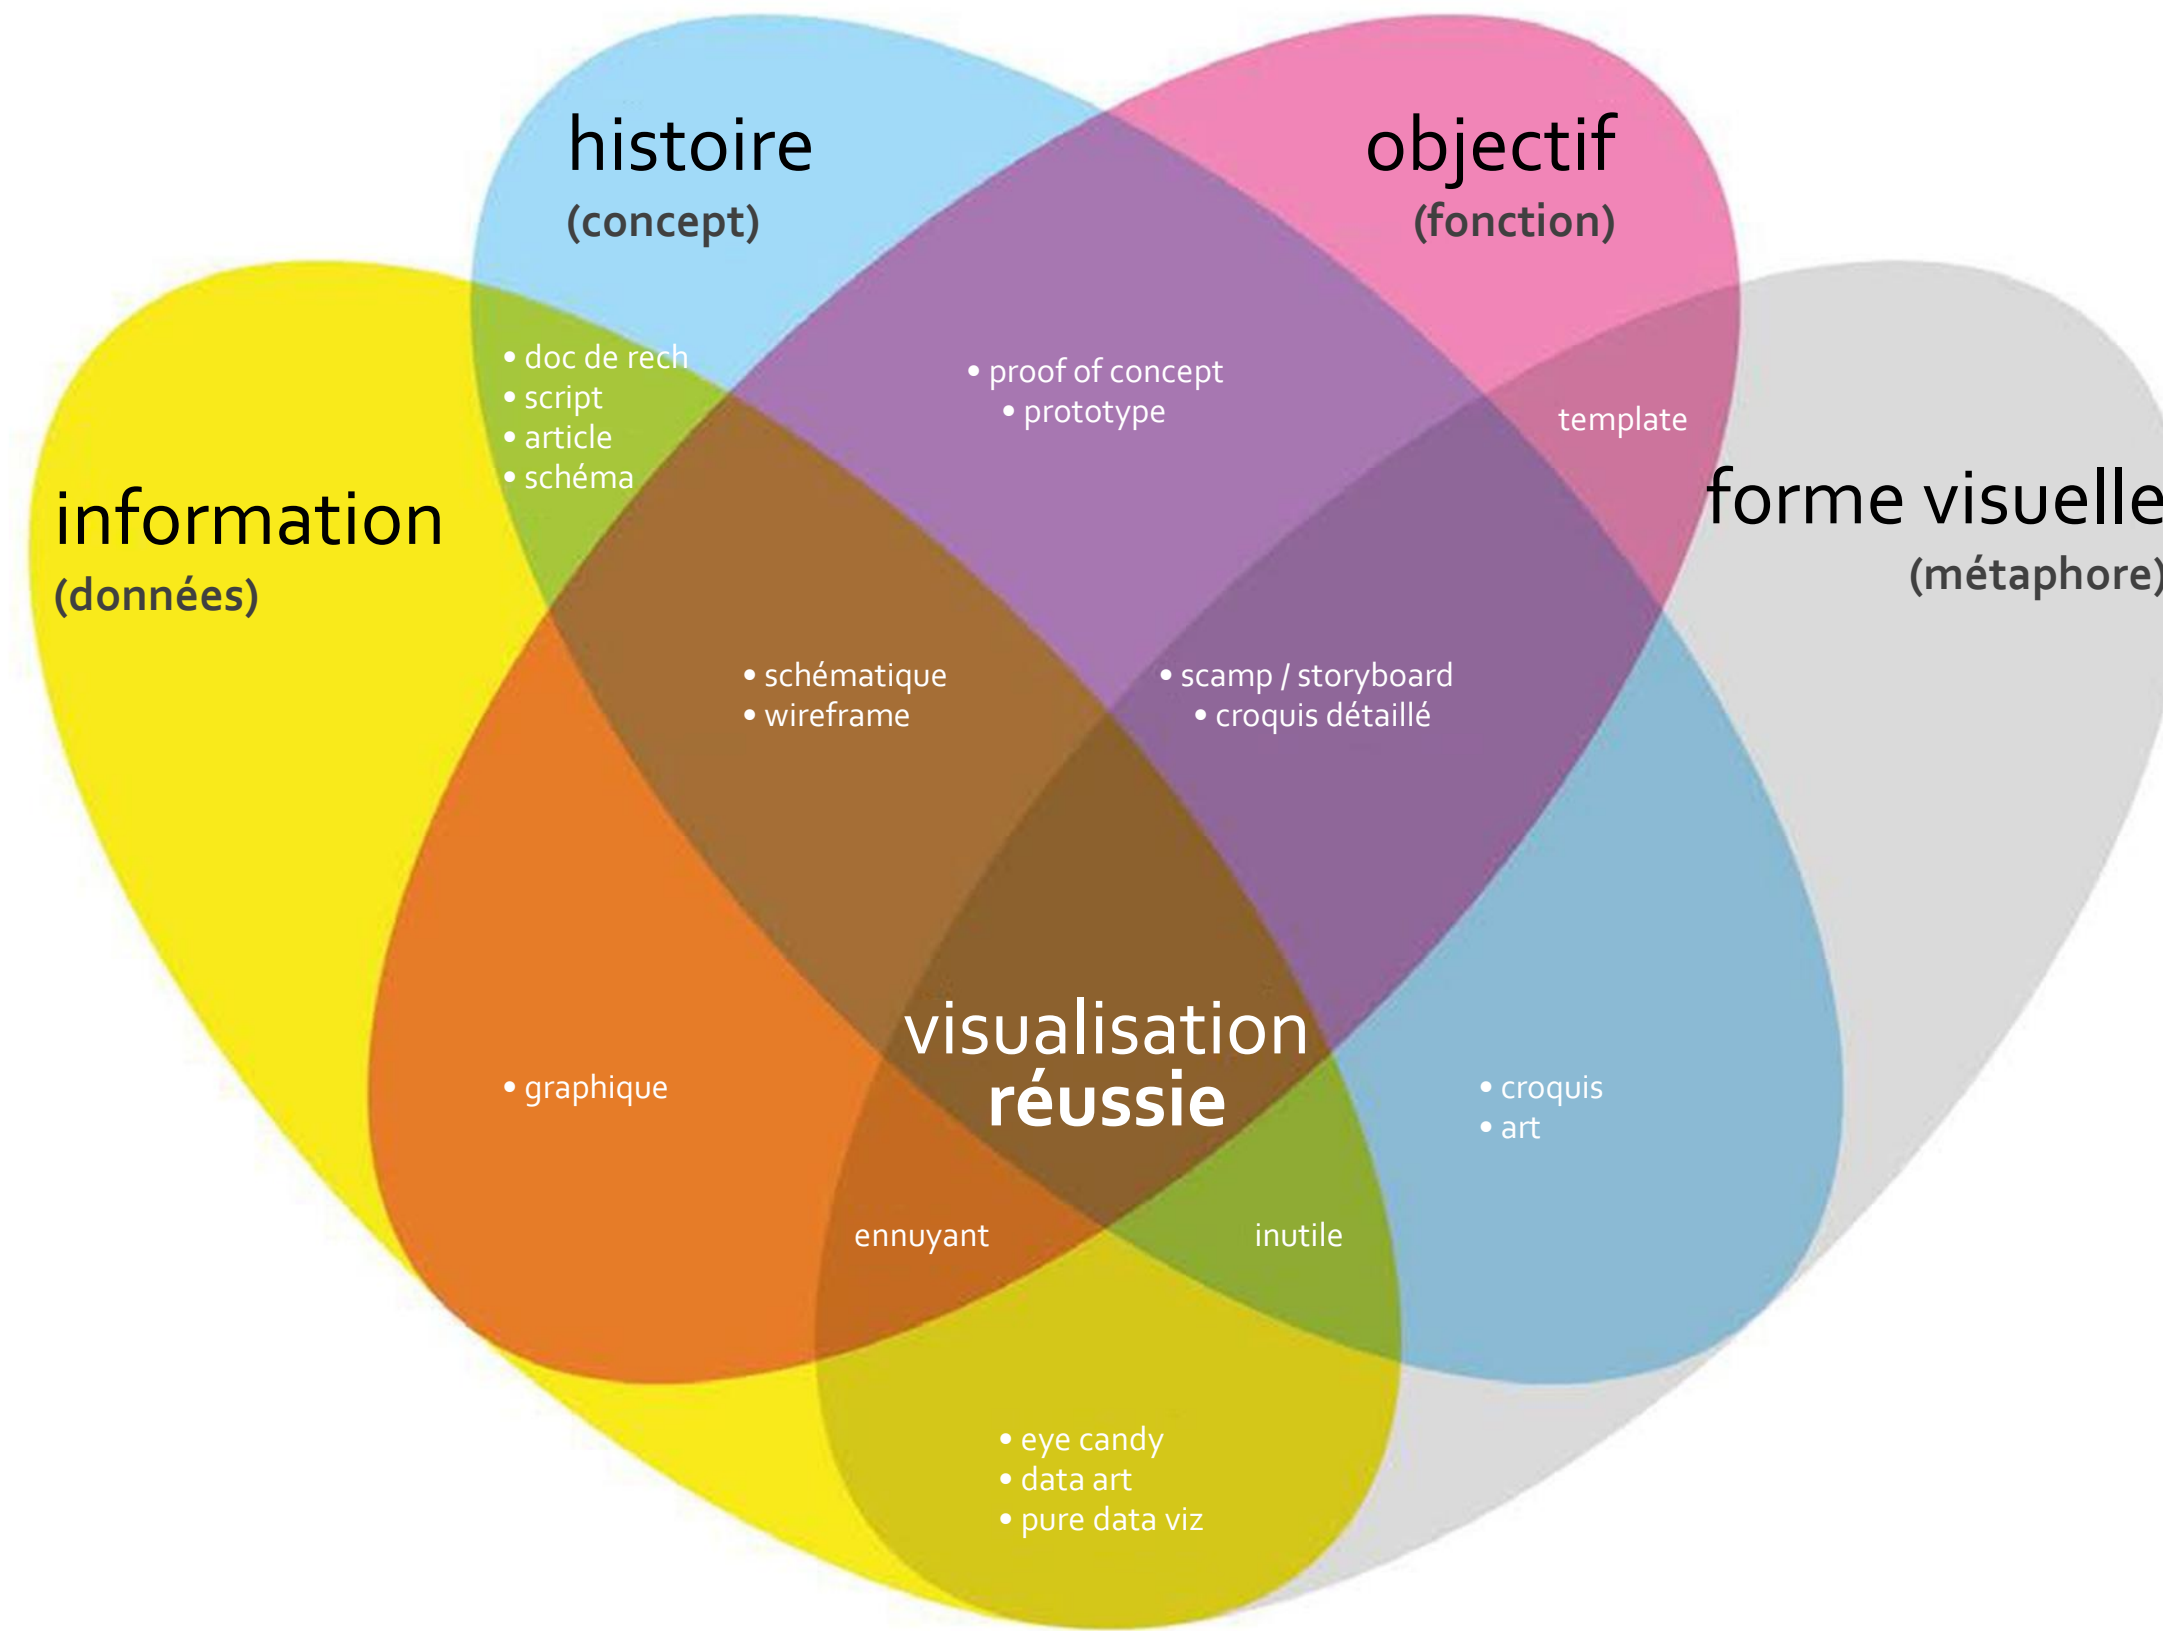 histoire
(concept)
objectif
(fonction)
information
(données)
forme visuelle
(métaphore)
• doc de rech
• script
• article
• schéma
• proof of concept
• prototype
template
• schématique
• wireframe
• scamp / storyboard
• croquis détaillé
visualisation
réussie
• graphique
• croquis
• art
ennuyant
inutile
• eye candy
• data art
• pure data viz